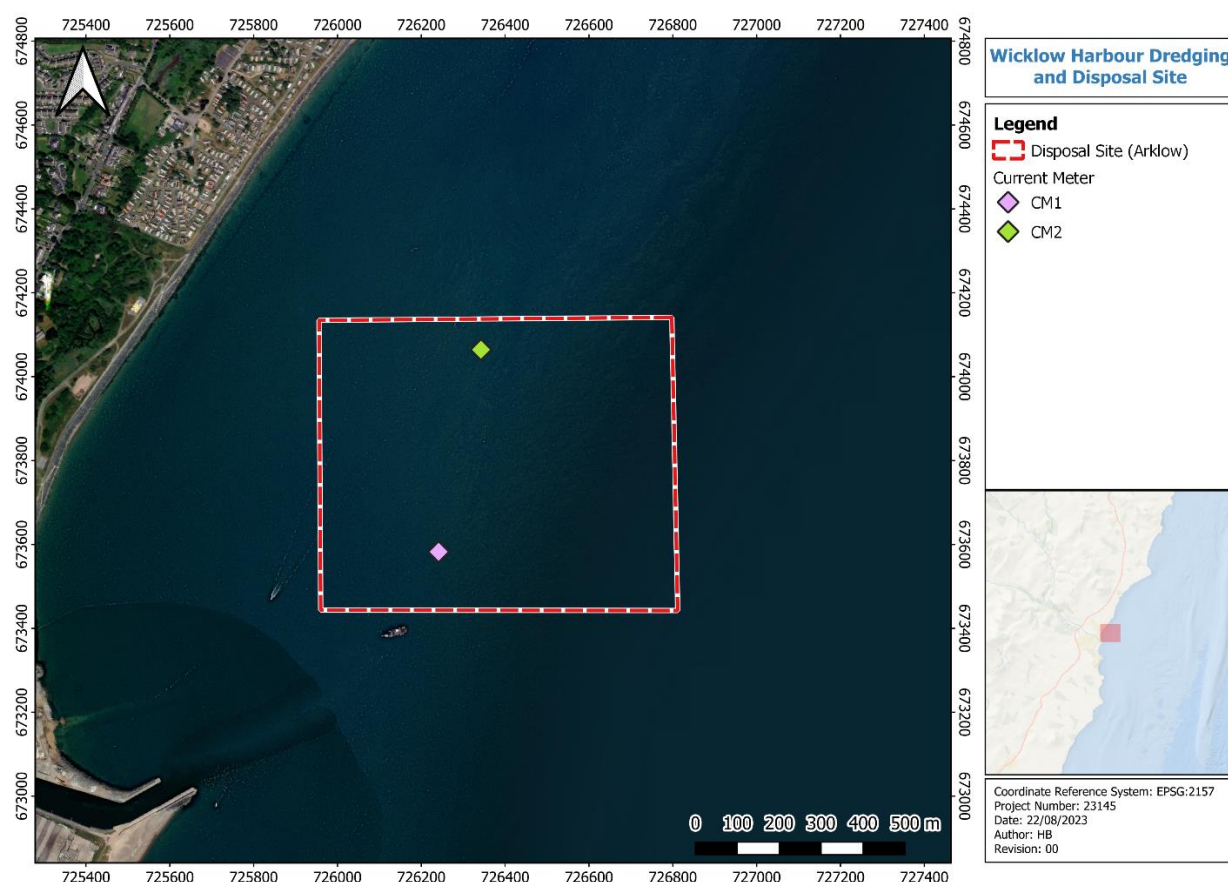 725400 725600 725800 726000 726200 726400 726600 726800 727000 727200 727400
674800
674600
674400
674200
674000
673800
673600
673400
673200
673000
674800
674600
674400
674200
674000
673800
673600
673400
673200
673000
0 100 200 300 400 500 m
725400 725600 725800 726000 726200 726400 726600 726800 727000 727200 727400
Wicklow Harbour Dredging
and Disposal Site
Legend
Disposal Site (Arklow)
Current Meter
CM1
CM2
Coordinate Reference System: EPSG:2157
Project Number: 23145
Date: 22/08/2023
Author: HB
Revision: 00